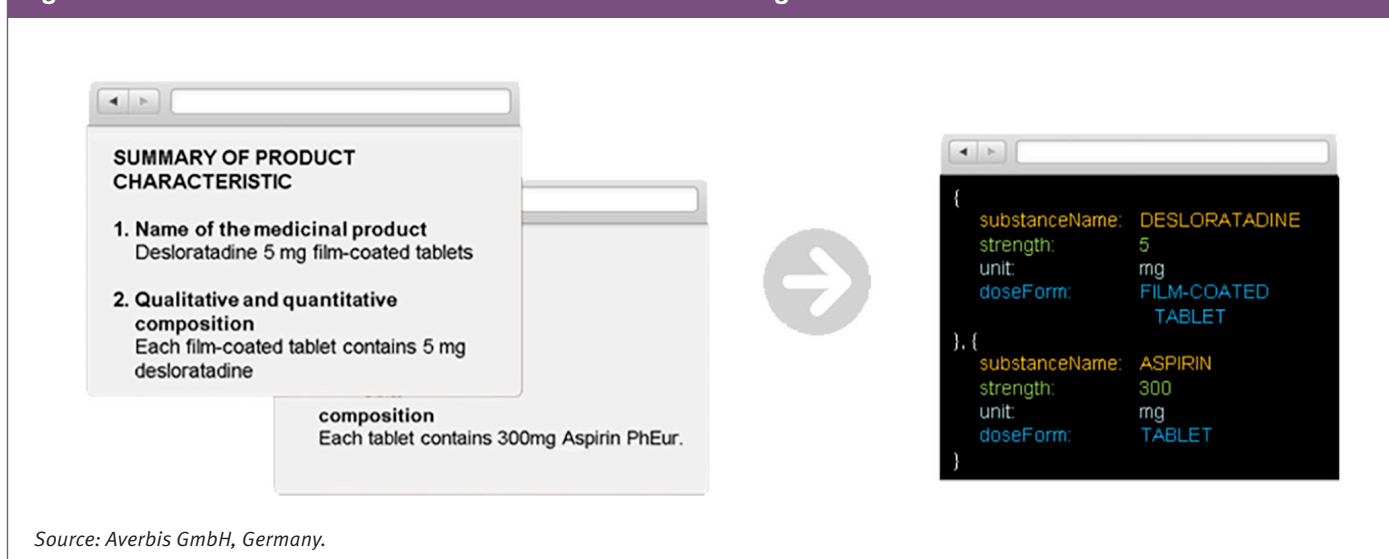 SUMMARY OF PRODUCT
CHARACTERISTIC
1. Name of the medicinal product
Desloratadine 5 mg film-coated tablets
2. Qualitative and quantitative
composition
Each film-coated tablet contains 5 mg
desloratadine
composition
Each tablet contains 300mg Aspirin PhEur.
{
substanceName: DESLORATADINE
strength: 5
unit: mg
doseForm: FILM-COATED
TABLET
}, {
substanceName: ASPIRIN
strength: 300
unit: mg
doseForm: TABLET
}
Source: Averbis GmbH, Germany.